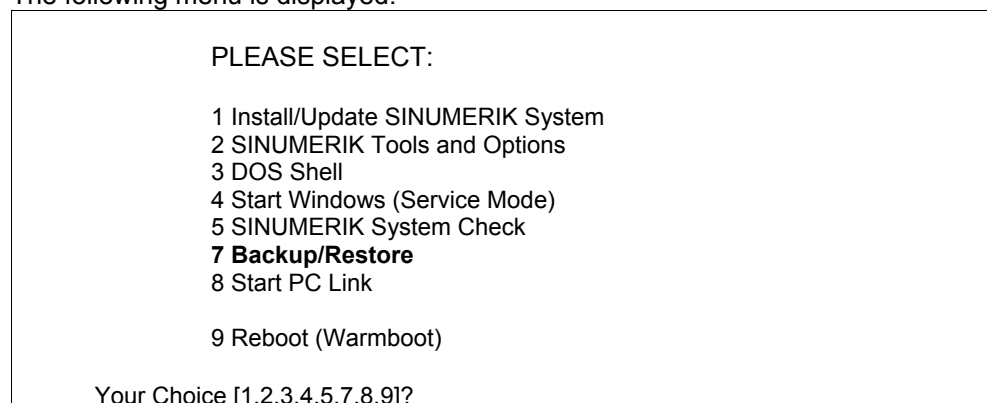 The following menu is displayed:
PLEASE SELECT:
1 Install/Update SINUMERIK System
2 SINUMERIK Tools and Options
3 DOS Shell
4 Start Windows (Service Mode)
5 SINUMERIK System Check
7 Backup/Restore
8 Start PC Link
9 Reboot (Warmboot)
Your Choice [1,2,3,4,5,7,8,9]?